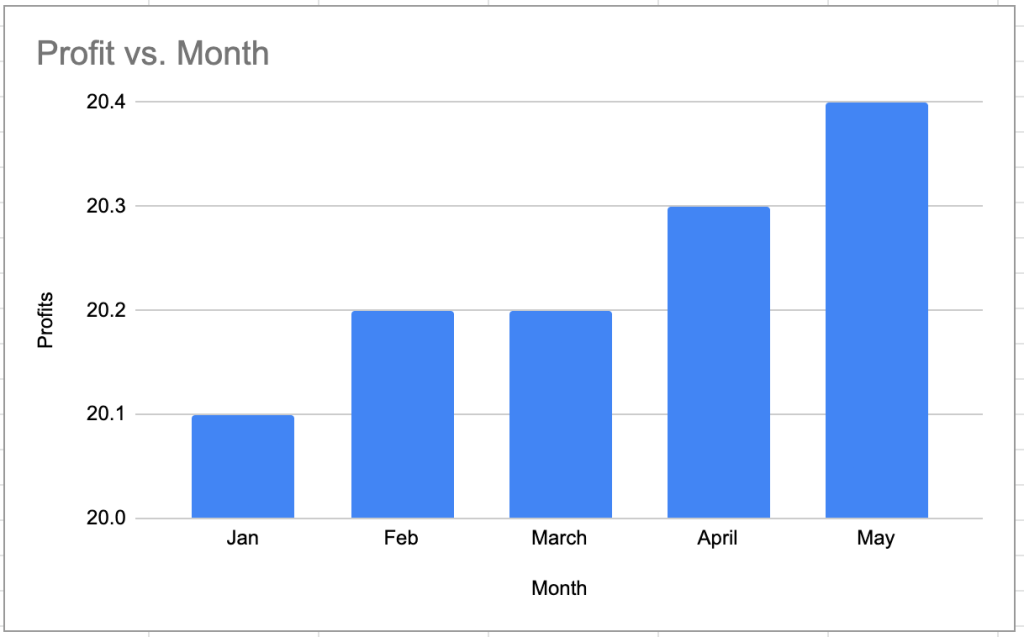 Profit vs. Month
20.4
20.3
20.2
20.1
20.0
Profits
Jan Feb March April May
Month